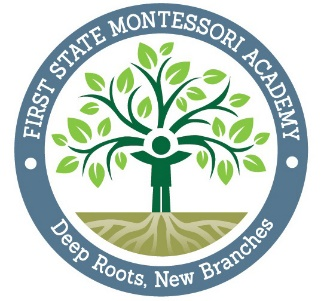 FIRST STATE MONTESSORI ACADEMY
Deep Roots, New Branches